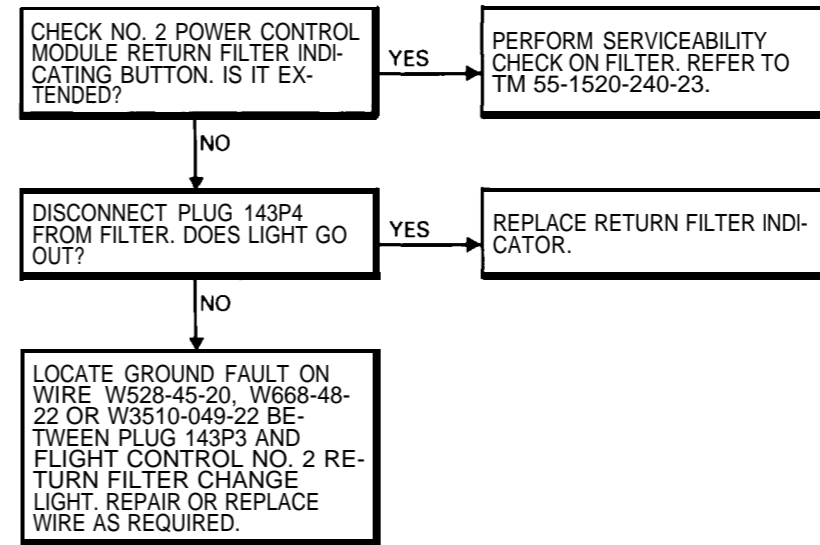 CHECK NO. 2 POWER CONTROL
MODULE RETURN FILTER INDI-
CATING BUTTON. IS IT EX-
TENDED?
YES
PERFORM SERVICEABILITY
CHECK ON FILTER. REFER TO
TM 55-1520-240-23.
NO
DISCONNECT PLUG 143P4
FROM FILTER. DOES LIGHT GO
OUT?
YES
REPLACE RETURN FILTER INDI-
CATOR.
NO
LOCATE GROUND FAULT ON
WIRE W528-45-20, W668-48-
22 OR W3510-049-22 BE-
TWEEN PLUG 143P3 AND
FLIGHT CONTROL NO. 2 RE-
TURN FILTER CHANGE
LIGHT. REPAIR OR REPLACE
WIRE AS REQUIRED.